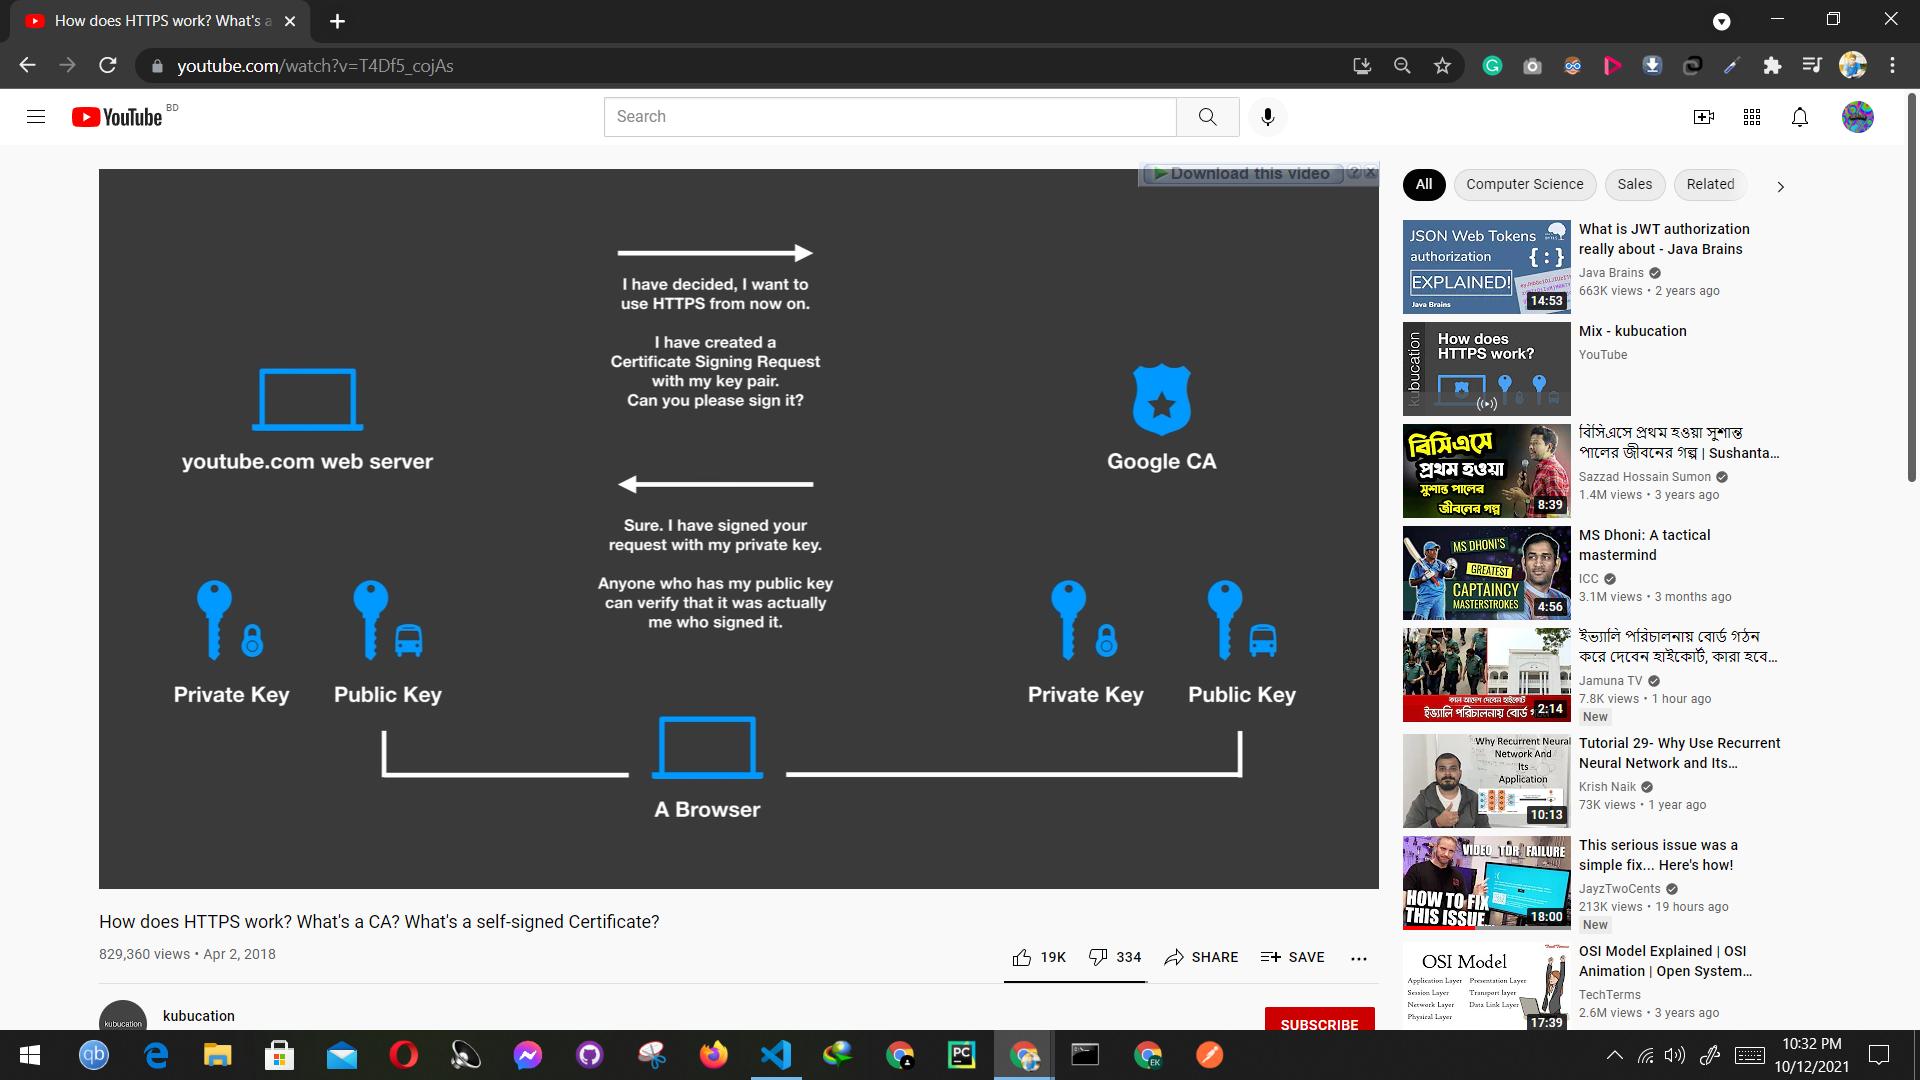 How does HTTPS work? What's a
youtube.com/watch?v=T4Df5_cojAs
YouTube BD
Search
Download this video
I have decided, I want to
use HTTPS from now on.
I have created a
Certificate Signing Request
with my key pair.
Can you please sign it?
youtube.com web server
Google CA
Sure. I have signed your
request with my private key.
Anyone who has my public key
can verify that it was actually
me who signed it.
Private Key
Public Key
Private Key
Public Key
A Browser
How does HTTPS work? What's a CA? What's a self-signed Certificate?
829,360 views • Apr 2, 2018
19K
334
SHARE
SAVE
kubucation
kubucation
SUBSCRIBE
All
Computer Science
Sales
Related
JSON Web Tokens
authorization
{:}
EXPLAINED!
Java Brains
14:53
What is JWT authorization
really about - Java Brains
Java Brains
663K views • 2 years ago
kubucation
How does
HTTPS work?
Mix - kubucation
YouTube
বিসিএসে
প্রথম হওয়া
সুশান্ত পালের
জীবনের গল্প
8:39
বিসিএসে প্রথম হওয়া সুশান্ত
পালের জীবনের গল্প | Sushanta...
Sazzad Hossain Sumon
1.4M views • 3 years ago
MS DHONI'S
GREATEST
CAPTAINCY
MASTERSTROKES
4:56
MS Dhoni: A tactical
mastermind
ICC
3.1M views • 3 months ago
ইভ্যালি পরিচালনায় বোর্ড গ
2:14
ইভ্যালি পরিচালনায় বোর্ড গঠন
করে দেবেন হাইকোর্ট, কারা হবে...
Jamuna TV
7.8K views • 1 hour ago
New
Why Recurrent Neural
Network And
Its
Application
10:13
Tutorial 29- Why Use Recurrent
Neural Network and Its...
Krish Naik
73K views • 1 year ago
VIDEO TDR FAILURE
HOW TO FIX
THIS ISSUE
18:00
This serious issue was a
simple fix... Here's how!
JayzTwoCents
213K views • 19 hours ago
New
OSI Model
Application Layer Presentation Layer
Session Layer Transport layer
Network Layer Data Link Layer
Physical Layer
17:39
OSI Model Explained | OSI
Animation | Open System...
TechTerms
2.6M views • 3 years ago
qb
PC
EK
10:32 PM
10/12/2021